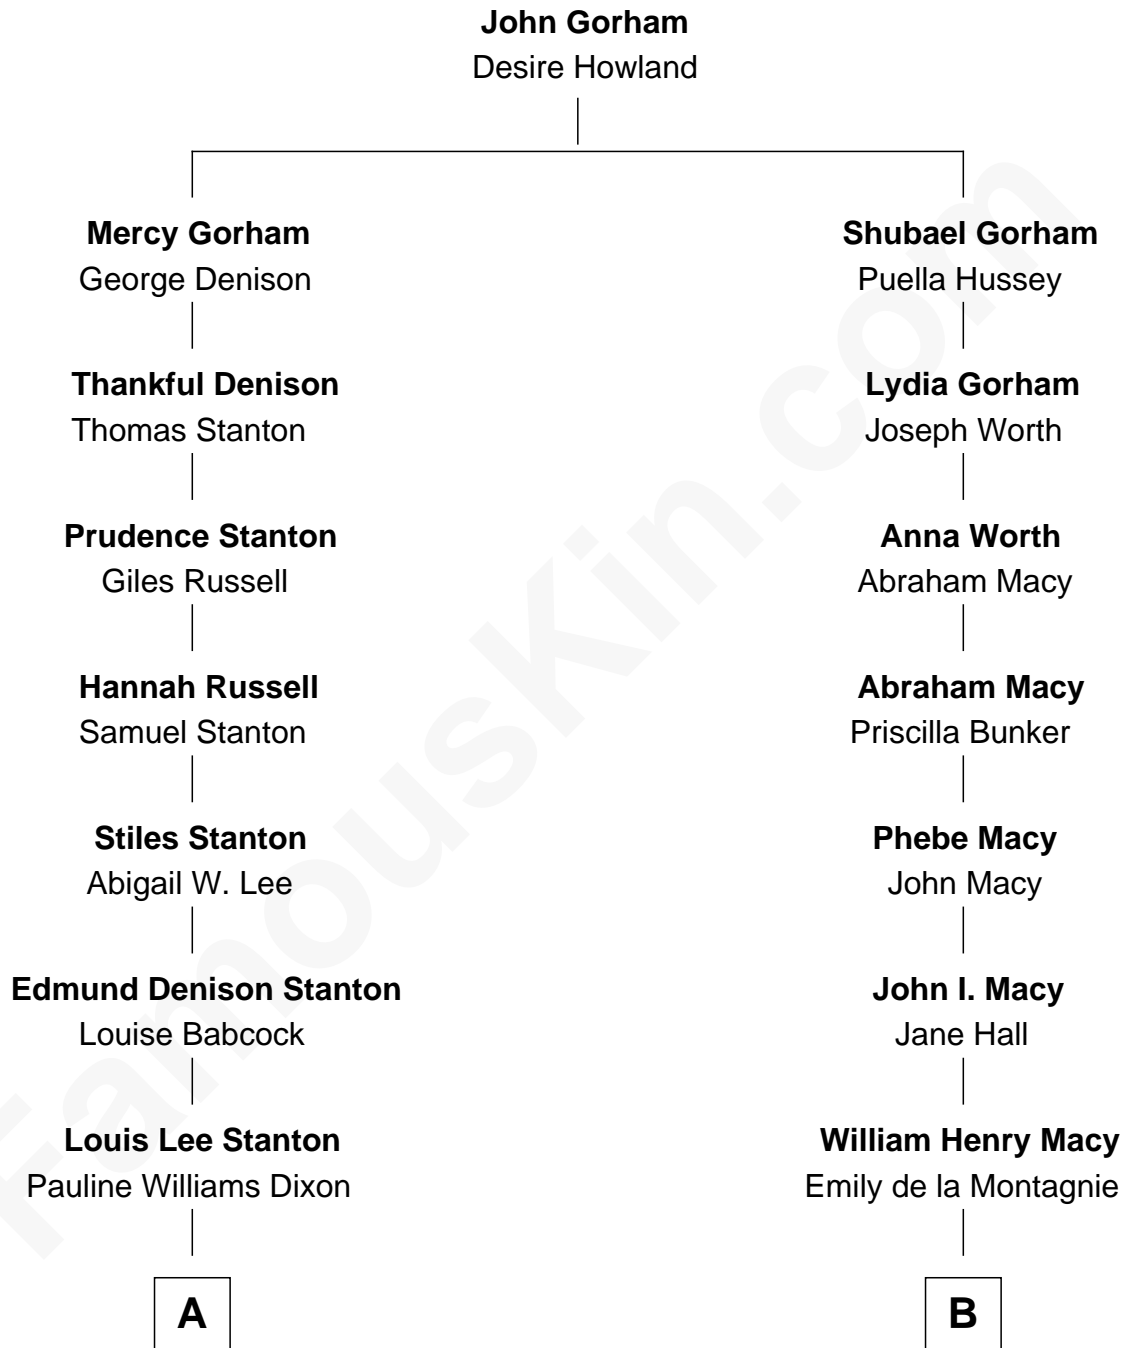 John Gorham
Desire Howland
Mercy Gorham
George Denison
Shubael Gorham
Puella Hussey
Thankful Denison
Thomas Stanton
Lydia Gorham
Joseph Worth
Prudence Stanton
Giles Russell
Anna Worth
Abraham Macy
Hannah Russell
Samuel Stanton
Abraham Macy
Priscilla Bunker
Stiles Stanton
Abigail W. Lee
Phebe Macy
John Macy
Edmund Denison Stanton
Louise Babcock
John I. Macy
Jane Hall
Louis Lee Stanton
Pauline Williams Dixon
William Henry Macy
Emily de la Montagnie
A
B
FamousKin.com